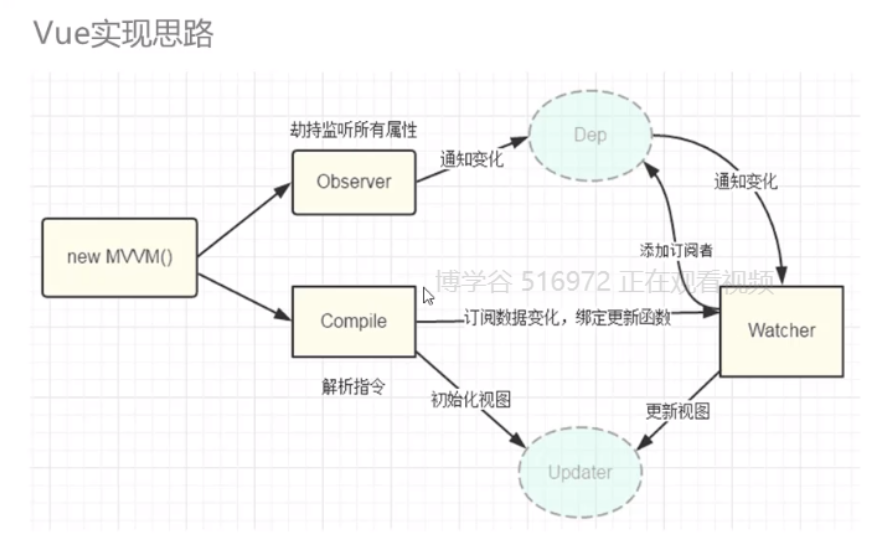 Vue实现思路
劫持监听所有属性
Observer
通知变化
Dep
通知变化
new MVVM()
添加订阅者
博学谷 516972 正在观看视频
Compile
订阅数据变化，绑定更新函数
Watcher
解析指令
初始化视图
更新视图
Updater